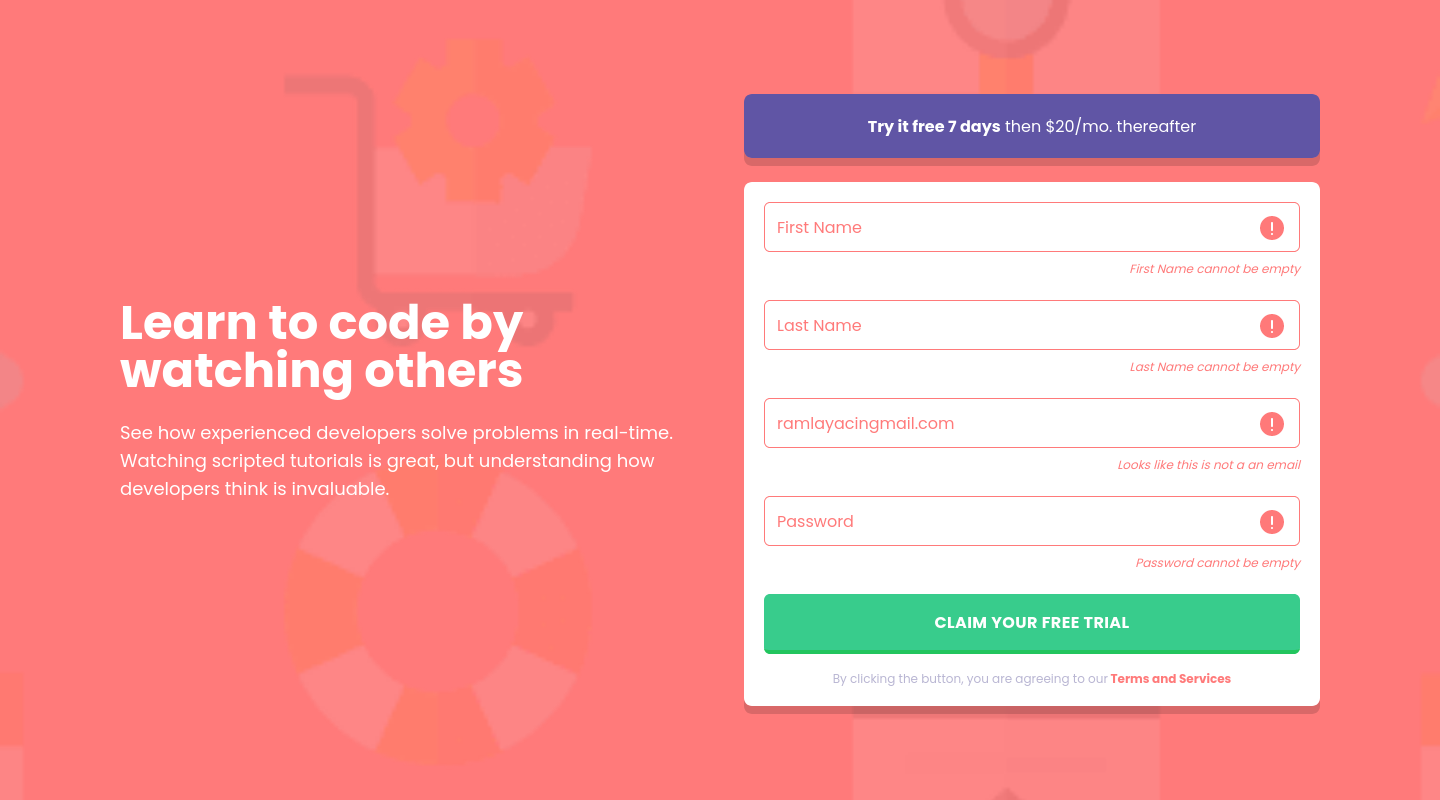 Learn to code by
watching others
See how experienced developers solve problems in real-time.
Watching scripted tutorials is great, but understanding how
developers think is invaluable.
Try it free 7 days then $20/mo. thereafter
First Name
!
First Name cannot be empty
Last Name
!
Last Name cannot be empty
ramlayacingmail.com
!
Looks like this is not a an email
Password
!
Password cannot be empty
CLAIM YOUR FREE TRIAL
By clicking the button, you are agreeing to our Terms and Services